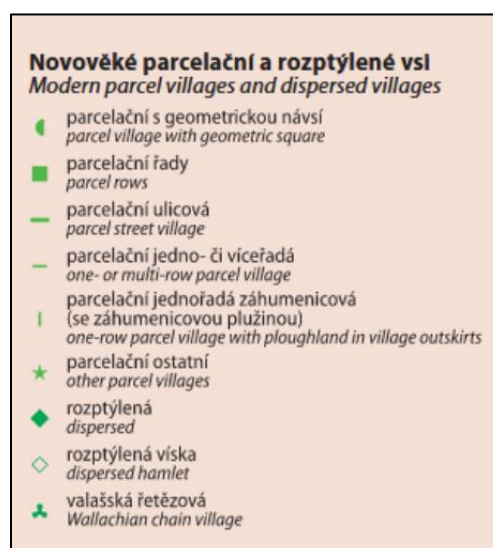 Novověké parcelační a rozptýlené vsi
Modern parcel villages and dispersed villages
parcelační s geometrickou návsí
parcel village with geometric square
parcelační řady
parcel rows
parcelační ulicová
parcel street village
parcelační jedno- či víceřadá
one- or multi-row parcel village
parcelační jednořadá záhumenicová
(se záhumenicovou plužinou)
one-row parcel village with ploughland in village outskirts
parcelační ostatní
other parcel villages
rozptýlená
dispersed
rozptýlená víska
dispersed hamlet
valašská řetězová
Wallachian chain village